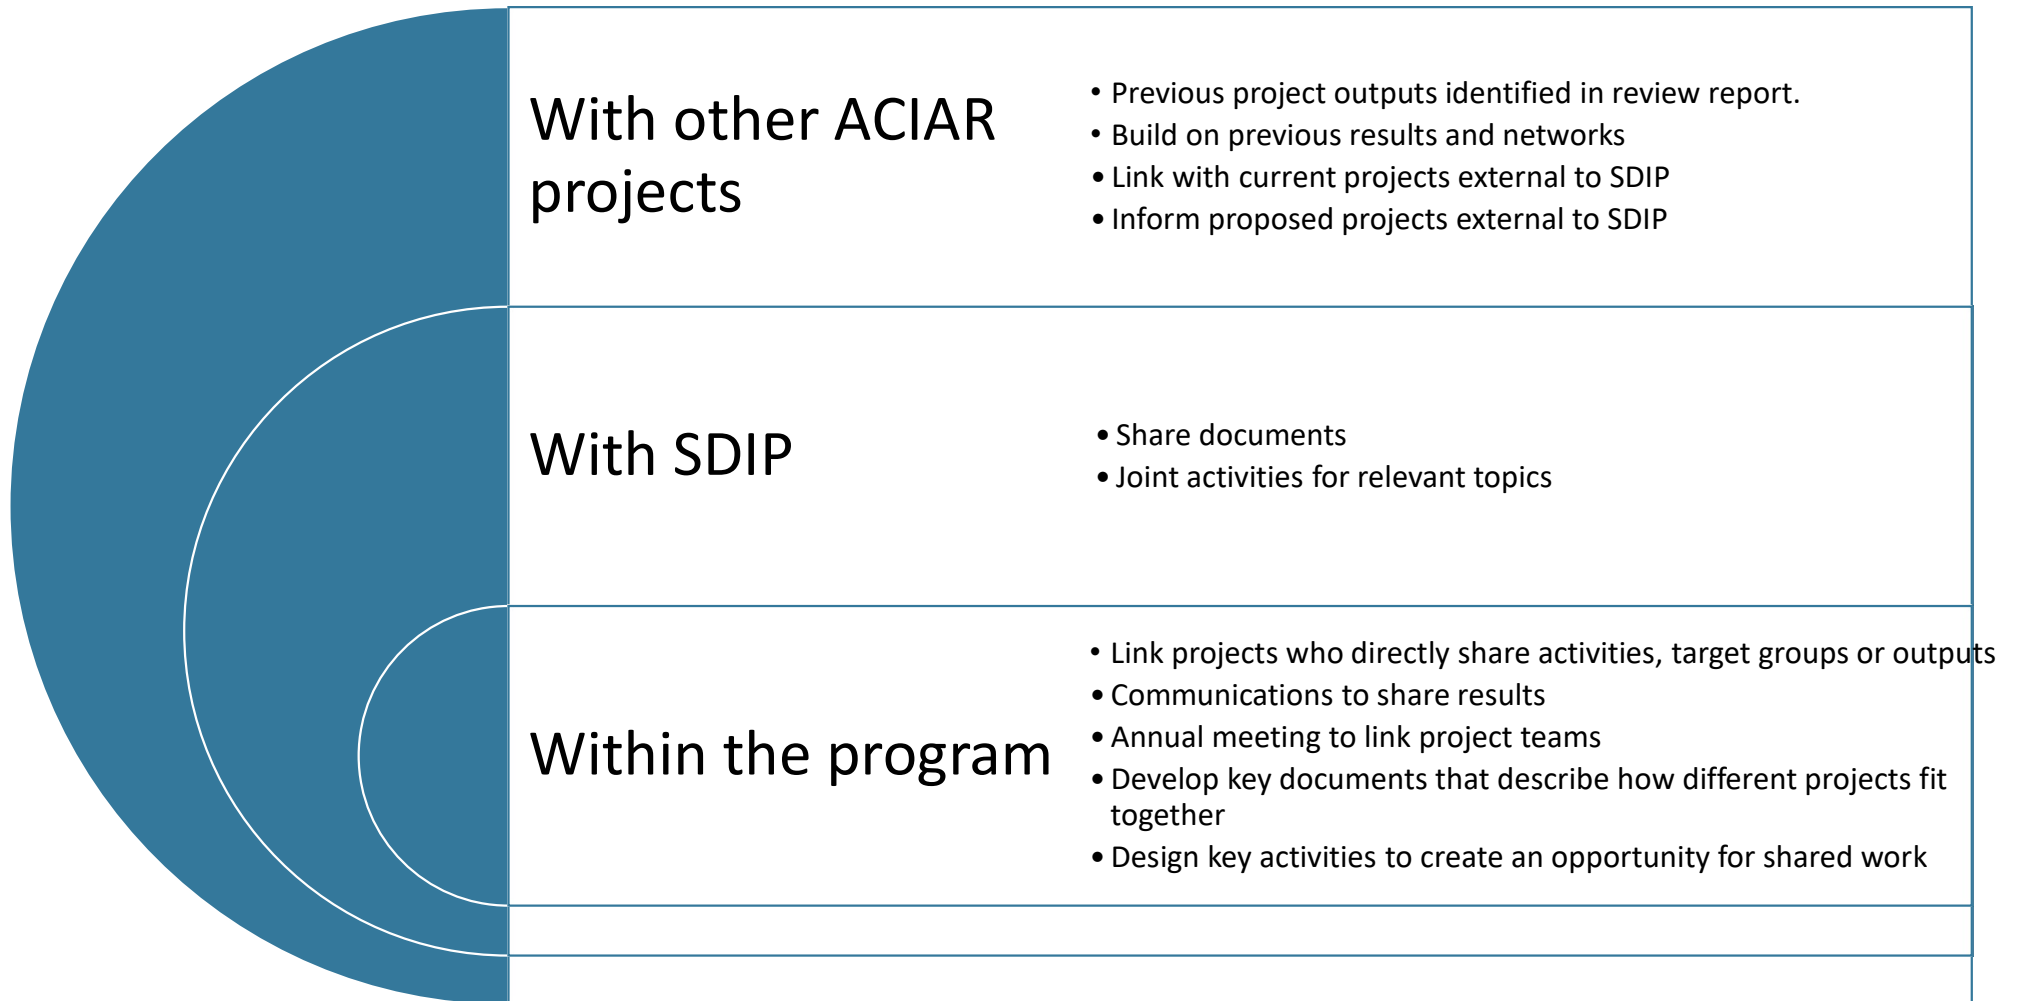 With other ACIAR
projects
• Previous project outputs identified in review report.
• Build on previous results and networks
• Link with current projects external to SDIP
• Inform proposed projects external to SDIP
With SDIP
• Share documents
• Joint activities for relevant topics
Within the program
• Link projects who directly share activities, target groups or outputs
• Communications to share results
• Annual meeting to link project teams
• Develop key documents that describe how different projects fit
together
• Design key activities to create an opportunity for shared work